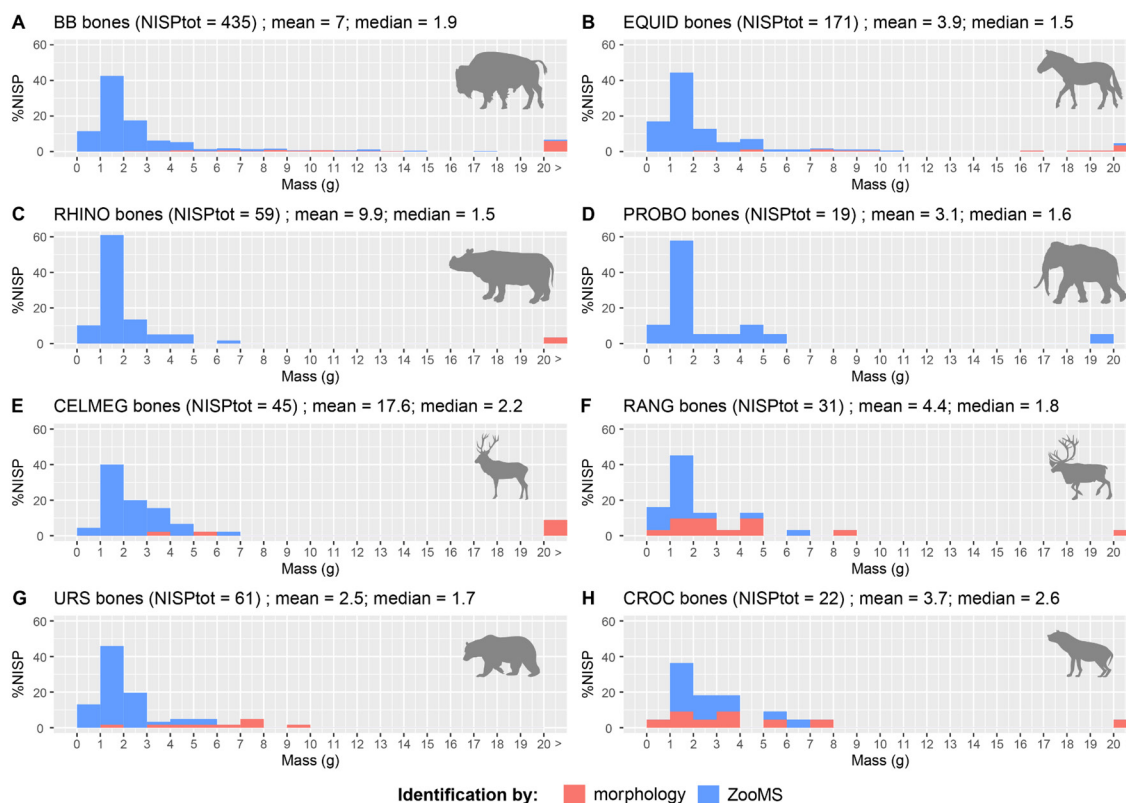 A BB bones (NISPtot = 435) ; mean = 7; median = 1.9
%NISP
60
40
20
0
0 1 2 3 4 5 6 7 8 9 10 11 12 13 14 15 16 17 18 19 20 >
Mass (g)
B EQUID bones (NISPtot = 171) ; mean = 3.9; median = 1.5
%NISP
60
40
20
0
0 1 2 3 4 5 6 7 8 9 10 11 12 13 14 15 16 17 18 19 20
Mass (g)
C RHINO bones (NISPtot = 59) ; mean = 9.9; median = 1.5
%NISP
60
40
20
0
0 1 2 3 4 5 6 7 8 9 10 11 12 13 14 15 16 17 18 19 20 >
Mass (g)
D PROBO bones (NISPtot = 19) ; mean = 3.1; median = 1.6
%NISP
60
40
20
0
0 1 2 3 4 5 6 7 8 9 10 11 12 13 14 15 16 17 18 19 20
Mass (g)
E CELMEG bones (NISPtot = 45) ; mean = 17.6; median = 2.2
%NISP
60
40
20
0
0 1 2 3 4 5 6 7 8 9 10 11 12 13 14 15 16 17 18 19 20 >
Mass (g)
F RANG bones (NISPtot = 31) ; mean = 4.4; median = 1.8
%NISP
60
40
20
0
0 1 2 3 4 5 6 7 8 9 10 11 12 13 14 15 16 17 18 19 20
Mass (g)
G URS bones (NISPtot = 61) ; mean = 2.5; median = 1.7
%NISP
60
40
20
0
0 1 2 3 4 5 6 7 8 9 10 11 12 13 14 15 16 17 18 19 20 >
Mass (g)
H CROC bones (NISPtot = 22) ; mean = 3.7; median = 2.6
%NISP
60
40
20
0
0 1 2 3 4 5 6 7 8 9 10 11 12 13 14 15 16 17 18 19 20
Mass (g)
Identification by: morphology ZooMS